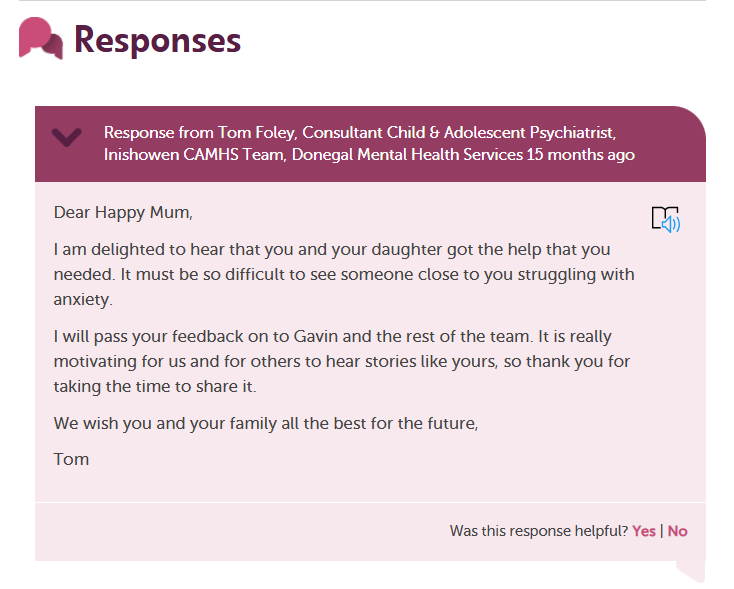 Responses
Response from Tom Foley, Consultant Child & Adolescent Psychiatrist,
Inishowen CAMHS Team, Donegal Mental Health Services 15 months ago
Dear Happy Mum,
I am delighted to hear that you and your daughter got the help that you
needed. It must be so difficult to see someone close to you struggling with
anxiety.
I will pass your feedback on to Gavin and the rest of the team. It is really
motivating for us and for others to hear stories like yours, so thank you for
taking the time to share it.
We wish you and your family all the best for the future,
Tom
Was this response helpful? Yes | No